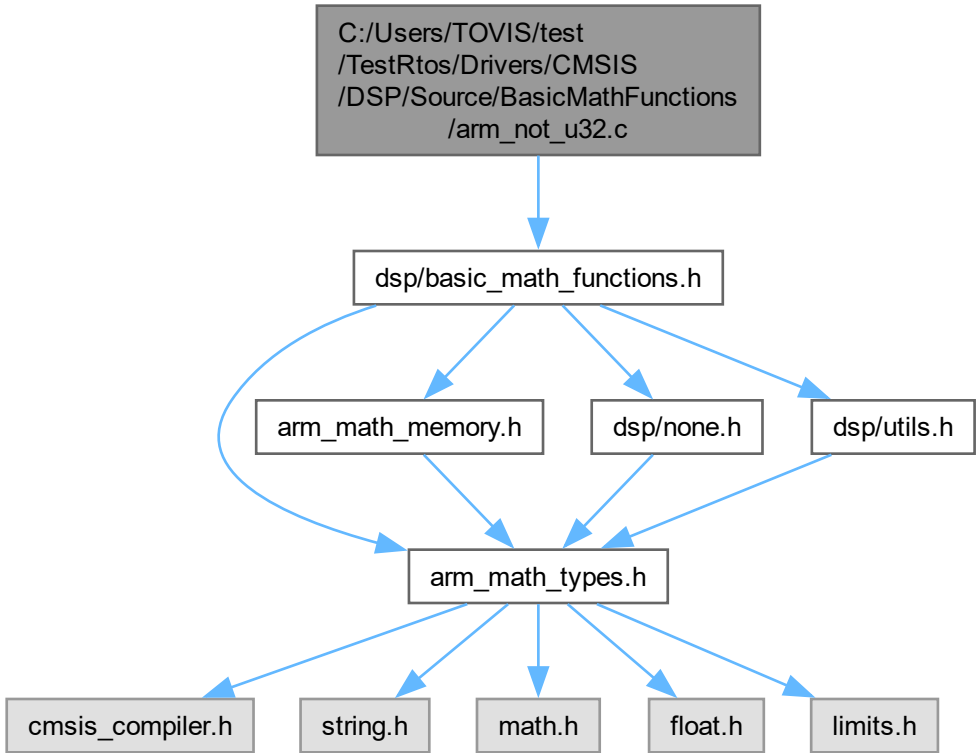 C:/Users/TOVIS/test
/TestRtos/Drivers/CMSIS
/DSP/Source/BasicMathFunctions
/arm_not_u32.c
dsp/basic_math_functions.h
arm_math_memory.h
dsp/none.h
dsp/utils.h
arm_math_types.h
cmsis_compiler.h
string.h
math.h
float.h
limits.h